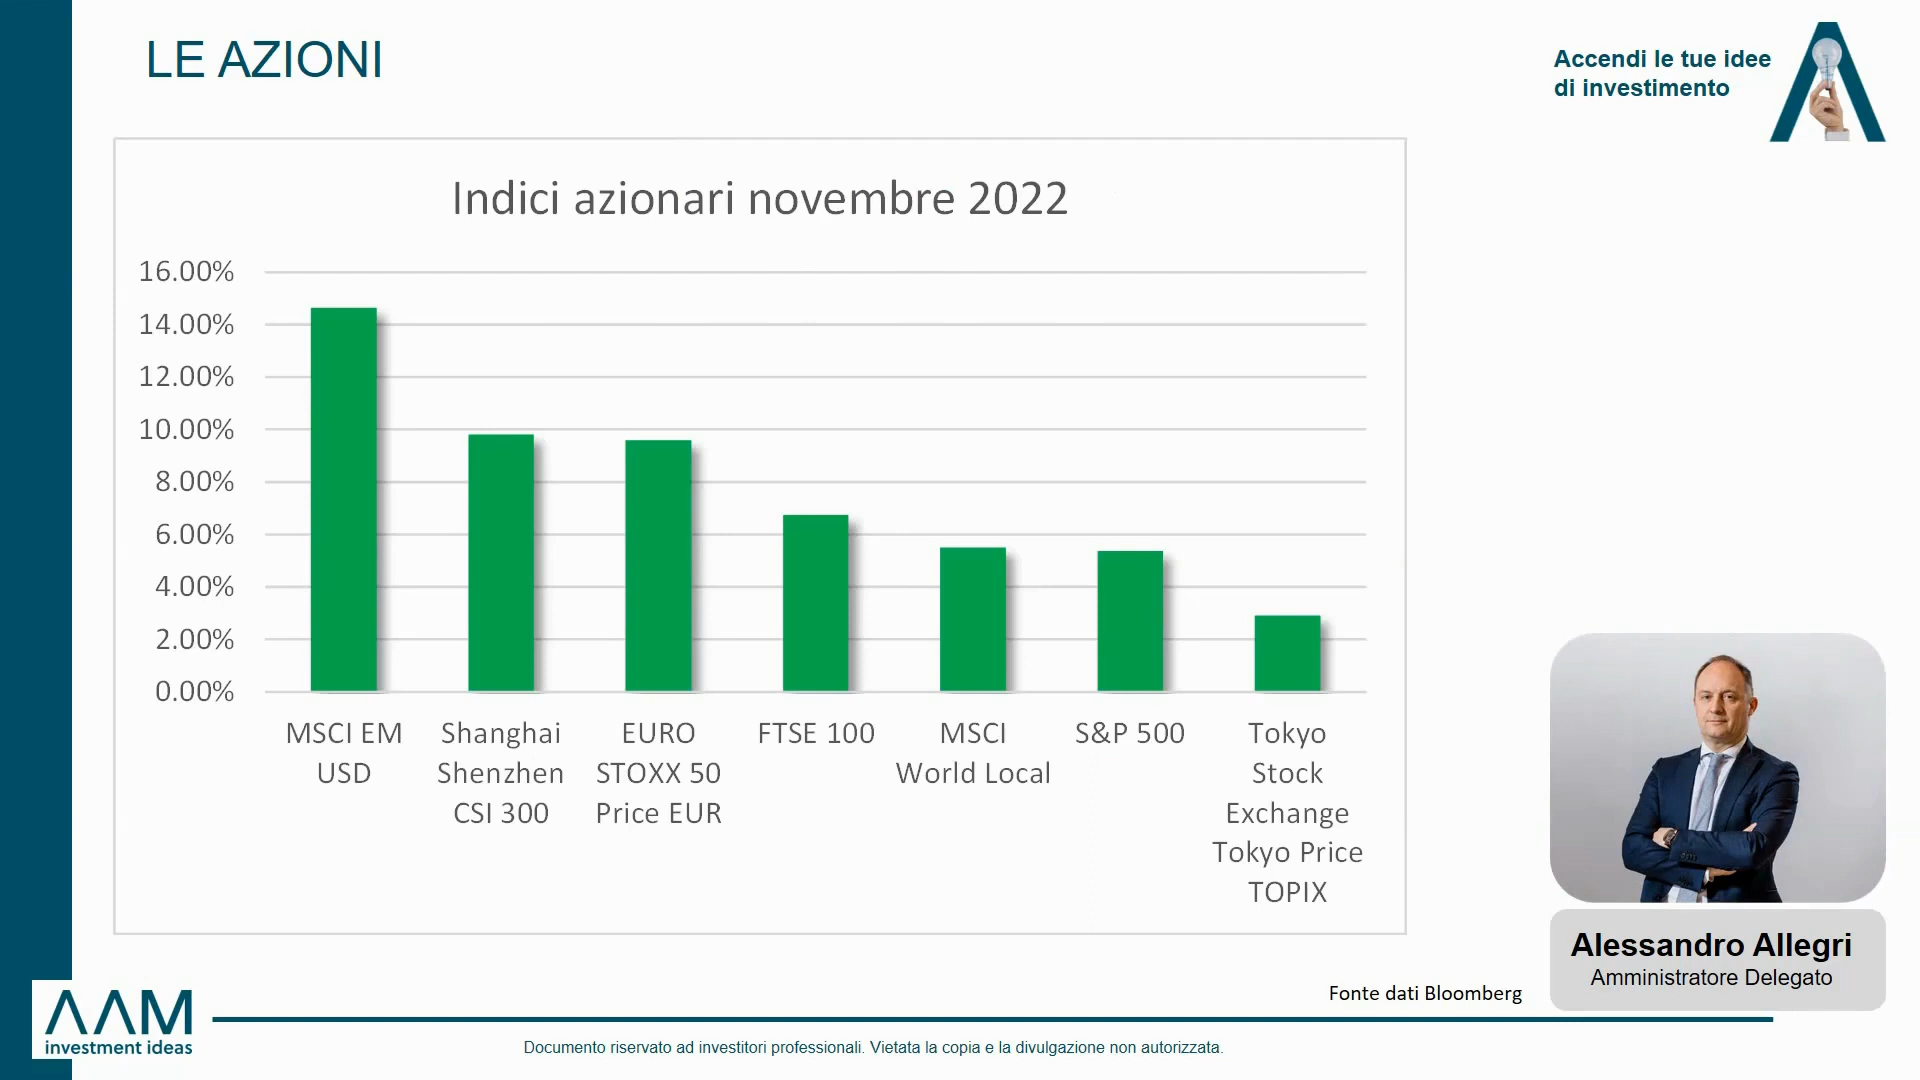 LE AZIONI
Accendi le tue idee
di investimento
Indici azionari novembre 2022
16.00%
14.00%
12.00%
10.00%
8.00%
6.00%
4.00%
2.00%
0.00%
MSCI EM
USD
Shanghai
Shenzhen
CSI 300
EURO
STOXX 50
Price EUR
FTSE 100
MSCI
World Local
S&P 500
Tokyo
Stock
Exchange
Tokyo Price
TOPIX
Alessandro Allegri
Amministratore Delegato
Fonte dati Bloomberg
AAM
investment ideas
Documento riservato ad investitori professionali. Vietata la copia e la divulgazione non autorizzata.